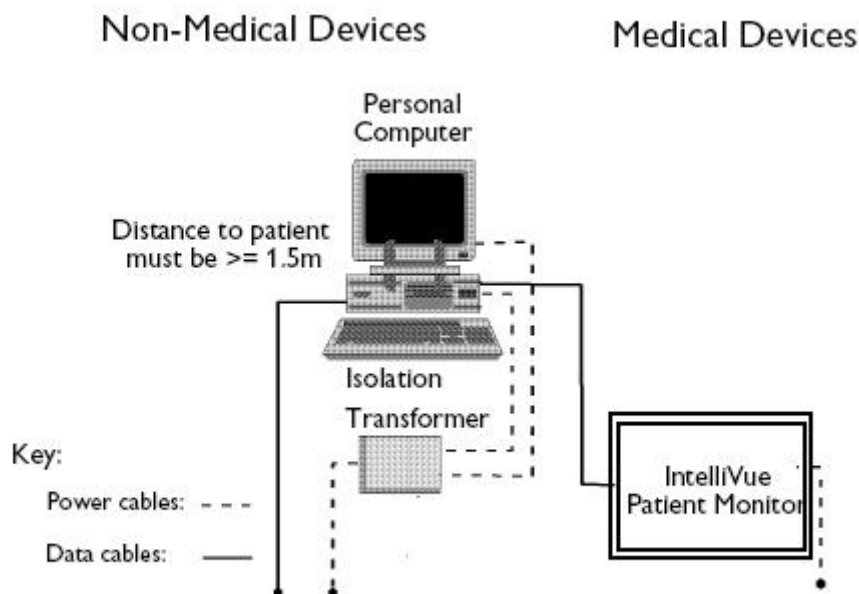 Non-Medical Devices
Medical Devices
Personal
Computer
Distance to patient
must be >= 1.5m
Isolation
Transformer
Key:
Power cables:
Data cables:
IntelliVue
Patient Monitor